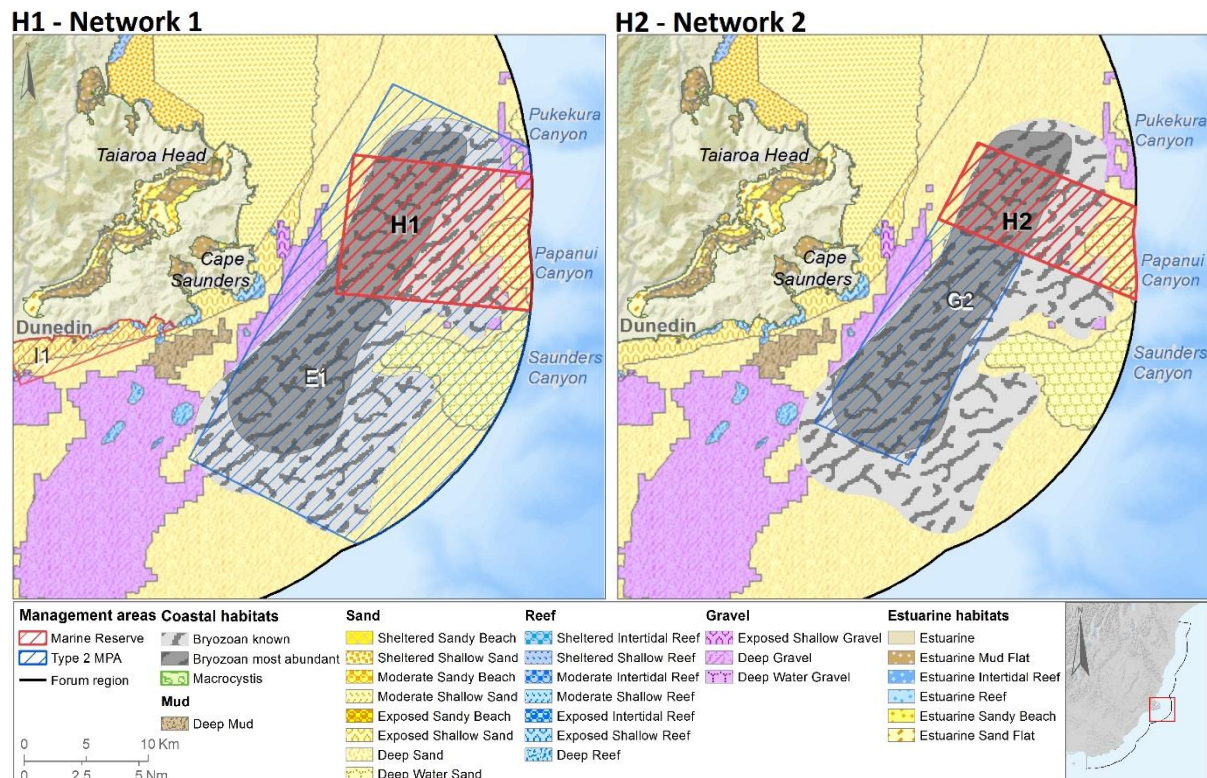 H1 - Network 1
H2 - Network 2
Taiaroa Head
Cape
Saunders
Dunedin
I1
H1
E1
Pukekura
Canyon
Papanui
Canyon
Saunders
Canyon
Taiaroa Head
Cape
Saunders
Dunedin
H2
G2
Pukekura
Canyon
Papanui
Canyon
Saunders
Canyon
Management areas
Marine Reserve
Type 2 MPA
Forum region
0 5 10 Km
0 2.5 5 Nm
Coastal habitats
Bryozoan known
Bryozoan most abundant
Macrocystis
Mud
Deep Mud
Sand
Sheltered Sandy Beach
Sheltered Shallow Sand
Moderate Sandy Beach
Moderate Shallow Sand
Exposed Sandy Beach
Exposed Shallow Sand
Deep Sand
Deep Water Sand
Reef
Sheltered Intertidal Reef
Sheltered Shallow Reef
Moderate Intertidal Reef
Moderate Shallow Reef
Exposed Intertidal Reef
Exposed Shallow Reef
Deep Reef
Gravel
Exposed Shallow Gravel
Deep Gravel
Deep Water Gravel
Estuarine habitats
Estuarine
Estuarine Mud Flat
Estuarine Intertidal Reef
Estuarine Reef
Estuarine Sandy Beach
Estuarine Sand Flat
N